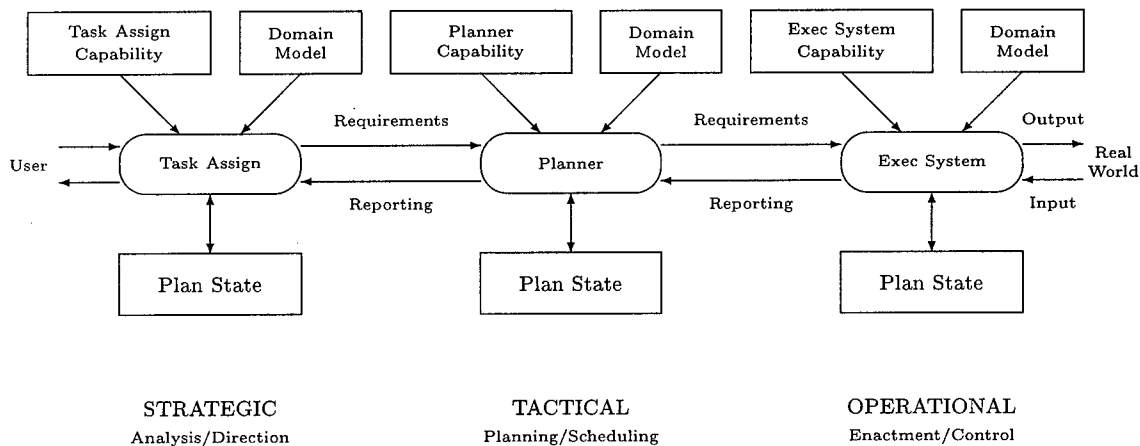 Task Assign
Capability
Domain
Model
Planner
Capability
Domain
Model
Exec System
Capability
Domain
Model
Requirements
Requirements
Output
User
Task Assign
Planner
Exec System
Real
World
Reporting
Reporting
Input
Plan State
Plan State
Plan State
STRATEGIC
TACTICAL
OPERATIONAL
Analysis/Direction
Planning/Scheduling
Enactment/Control